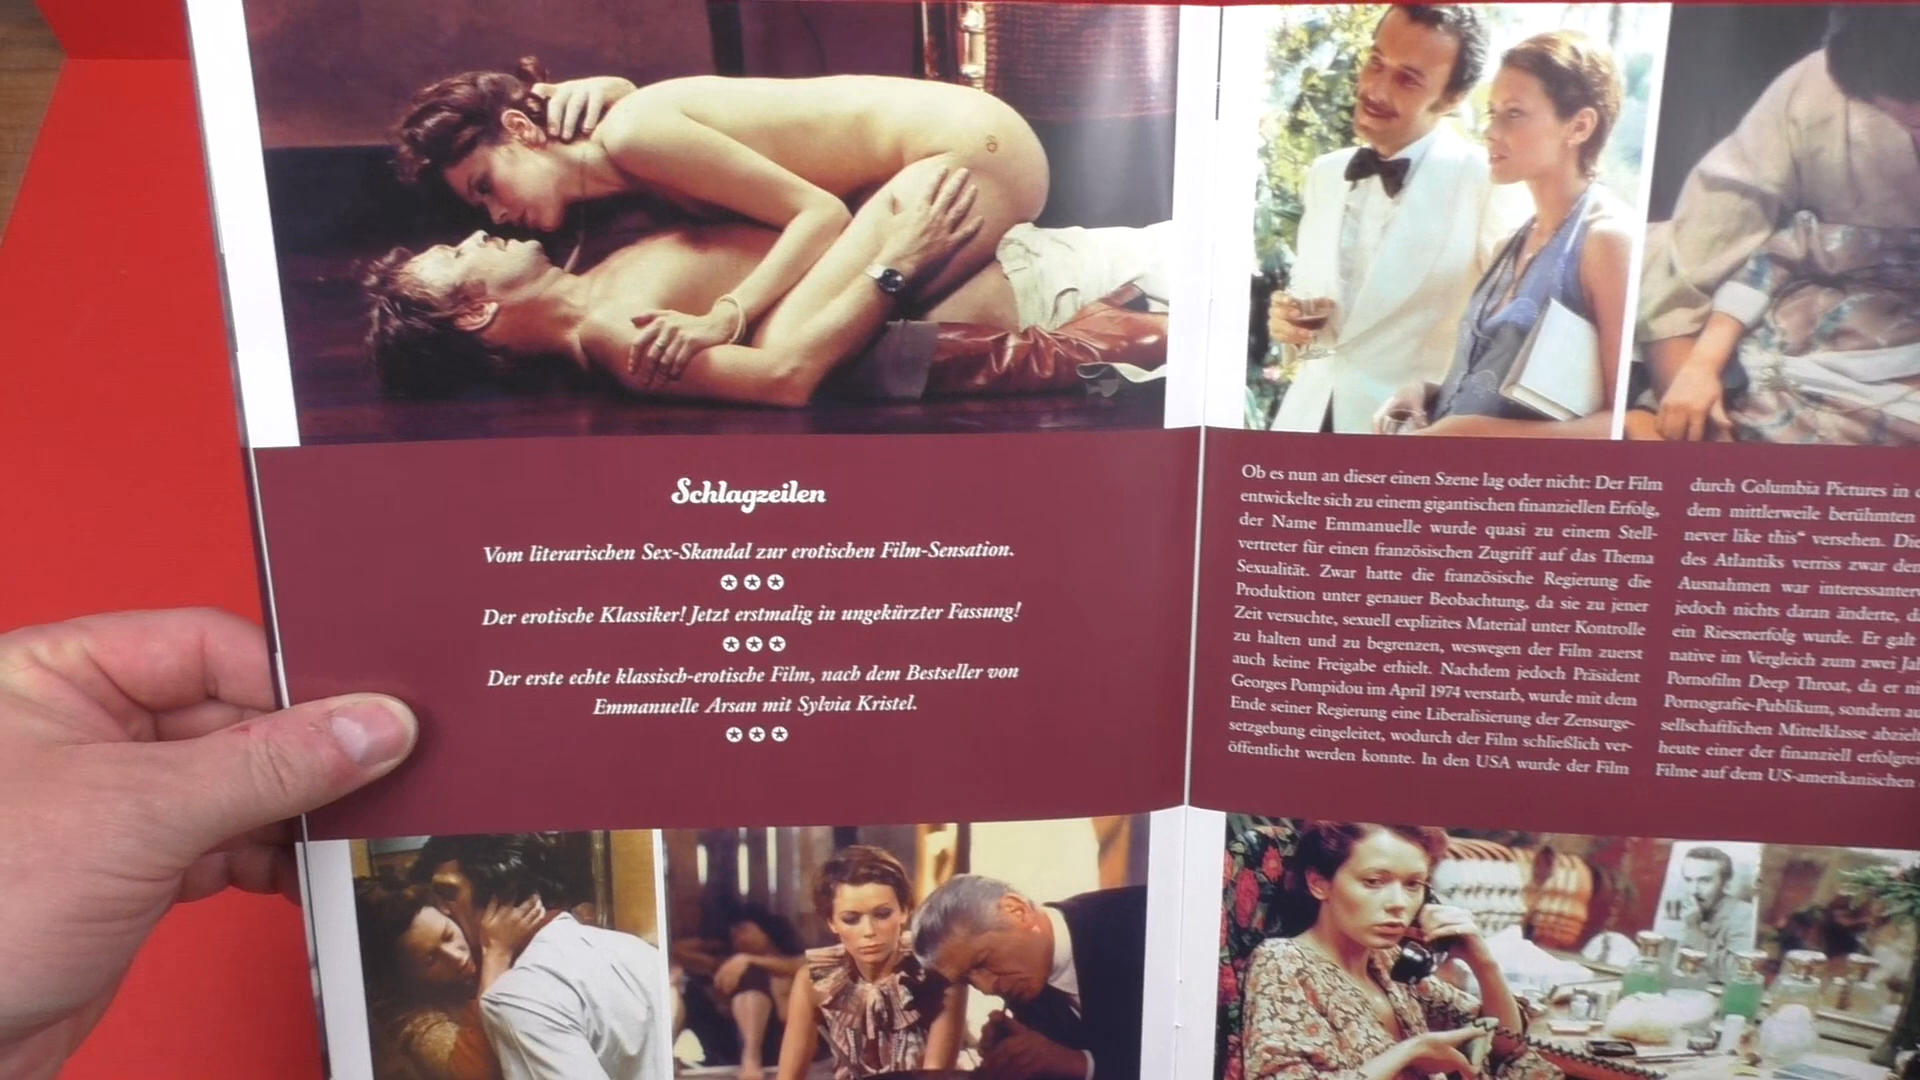 Schlagzeilen
Vom literarischen Sex-Skandal zur erotischen Film-Sensation.
Der erotische Klassiker! Jetzt erstmalig in ungekürzter Fassung!
Der erste echte klassisch-erotische Film, nach dem Bestseller von
Emmanuelle Arsan mit Sylvia Kristel.
Ob es nun an dieser einen Szene lag oder nicht: Der Film
entwickelte sich zu einem gigantischen finanziellen Erfolg,
der Name Emmanuelle wurde quasi zu einem Stell-
vertreter für einen französischen Zugriff auf das Thema
Sexualität. Zwar hatte die französische Regierung die
Produktion unter genauer Beobachtung, da sie zu jener
Zeit versuchte, sexuell explizites Material unter Kontrolle
zu halten und zu begrenzen, weswegen der Film zuerst
auch keine Freigabe erhielt. Nachdem jedoch Präsident
Georges Pompidou im April 1974 verstarb, wurde mit dem
Ende seiner Regierung eine Liberalisierung der Zensurge-
setzgebung eingeleitet, wodurch der Film schließlich ver-
öffentlicht werden konnte. In den USA wurde der Film
durch Columbia Pictures in
dem mittlerweile berühmten
never like this“ versehen. Die
des Atlantiks verriss zwar den
Ausnahmen war
jedoch nichts daran änderte,
ein Riesenerfolg wurde. Er galt
native im Vergleich zum zwei
Pornofilm Deep Throat, da er
Pornografie-Publikum, sondern
sellschaftlichen Mittelklasse
heute einer der finanziell
Filme auf dem US-amerikanischen